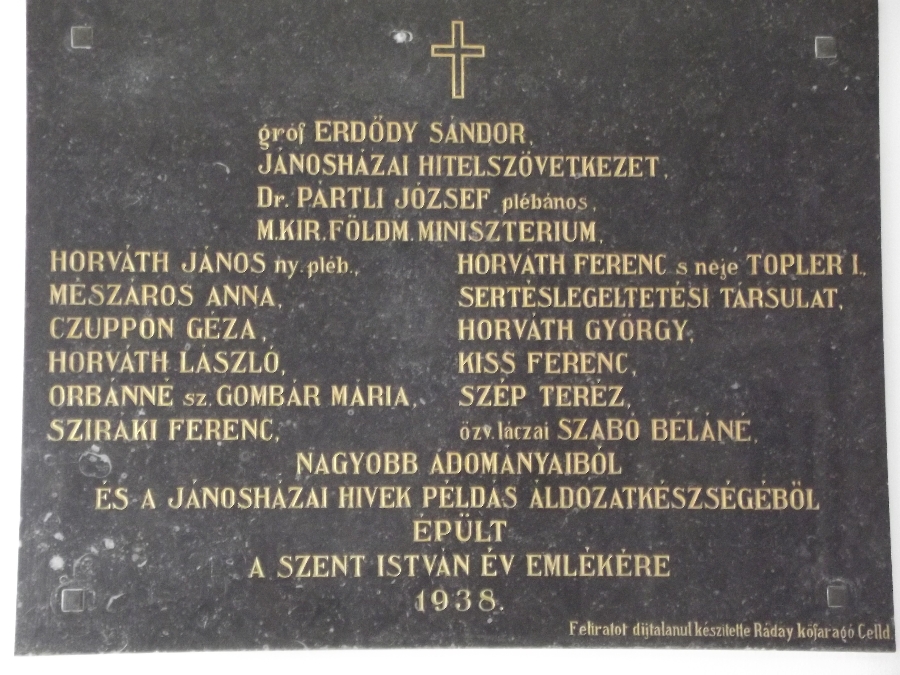 gróf ERDŐDY SÁNDOR,
JÁNOSHÁZAI HITELSZÖVETKEZET,
Dr. PÁRTLI JÓZSEF plébános,
M.KIR.FÖLDM.MINISZTERIUM,
HORVÁTH JÁNOS ny. pléb.,
MÉSZÁROS ANNA,
CZUPPON GÉZA,
HORVÁTH LÁSZLÓ,
ORBÁNNÉ sz. GOMBÁR MÁRIA,
SZIRÁKI FERENC,
HORVÁTH FERENC s neje TOPLER I.,
SERTÉSLEGELTETÉSI TÁRSULAT,
HORVÁTH GYÖRGY,
KISS FERENC,
SZÉP TERÉZ,
özv. láczai SZABÓ BÉLÁNÉ,
NAGYOBB ADOMÁNYAIBÓL
ÉS A JÁNOSHÁZAI HIVEK PÉLDÁS ÁLDOZATKÉSZSÉGÉBŐL
ÉPÜLT
A SZENT ISTVÁN ÉV EMLÉKÉRE
1938.
Feliratot díjtalanul készítette Ráday kőfaragó Celld.